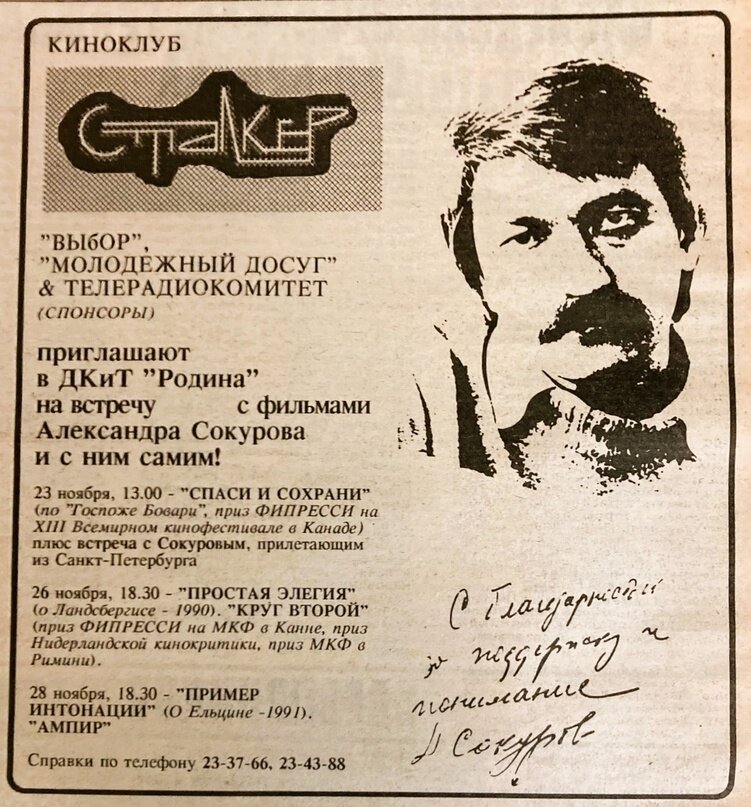 КИНОКЛУБ
СТАЛКЕР
"ВЫБОР",
"МОЛОДЕЖНЫЙ ДОСУГ"
& ТЕЛЕРАДИОКОМИТЕТ
(СПОНСОРЫ)
приглашают
в ДКиТ "Родина"
на встречу с фильмами
Александра Сокурова
и с ним самим!
23 ноября, 13.00 - "СПАСИ И СОХРАНИ"
(по "Госпоже Бовари", приз ФИПРЕССИ на
XIII Всемирном кинофестивале в Канаде)
плюс встреча с Сокуровым, прилетающим
из Санкт-Петербурга
26 ноября, 18.30 - "ПРОСТАЯ ЭЛЕГИЯ"
(о Ландсбергисе - 1990). "КРУГ ВТОРОЙ"
(приз ФИПРЕССИ на МКФ в Канне, приз
Нидерландской кинокритики, приз МКФ в
Римини).
28 ноября, 18.30 - "ПРИМЕР
ИНТОНАЦИИ" (О Ельцине -1991).
"АМПИР"
Справки по телефону 23-37-66, 23-43-88
С благодарностью
за поддержку и
понимание
А Сокуров